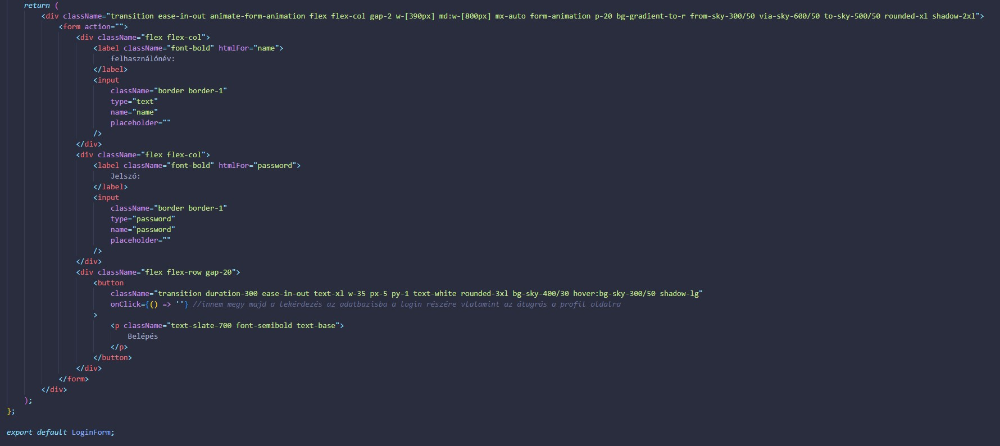 return (
<div className="transition ease-in-out animate-form-animation flex flex-col gap-2 w-[390px] md:w-[800px] mx-auto form-animation p-20 bg-gradient-to-r from-sky-300/50 via-sky-600/50 to-sky-500/50 rounded-xl shadow-2xl">
<form action="">
<div className="flex flex-col">
<label className="font-bold" htmlFor="name">
felhasználónév:
</label>
<input
className="border border-1"
type="text"
name="name"
placeholder=""
/>
</div>
<div className="flex flex-col">
<label className="font-bold" htmlFor="password">
Jelszó:
</label>
<input
className="border border-1"
type="password"
name="password"
placeholder=""
/>
</div>
<div className="flex flex-row gap-20">
<button
className="transition duration-300 ease-in-out text-xl w-35 px-5 py-1 text-white rounded-3xl bg-sky-400/30 hover:bg-sky-300/50 shadow-lg"
onClick={() => ''} //innem megy majd a lekérdezés az adatbazisba a login részére vlalamint az átugrás a profil oldalra
>
<p className="text-slate-700 font-semibold text-base">
Belépés
</p>
</button>
</div>
</form>
</div>
);
};
export default LoginForm;